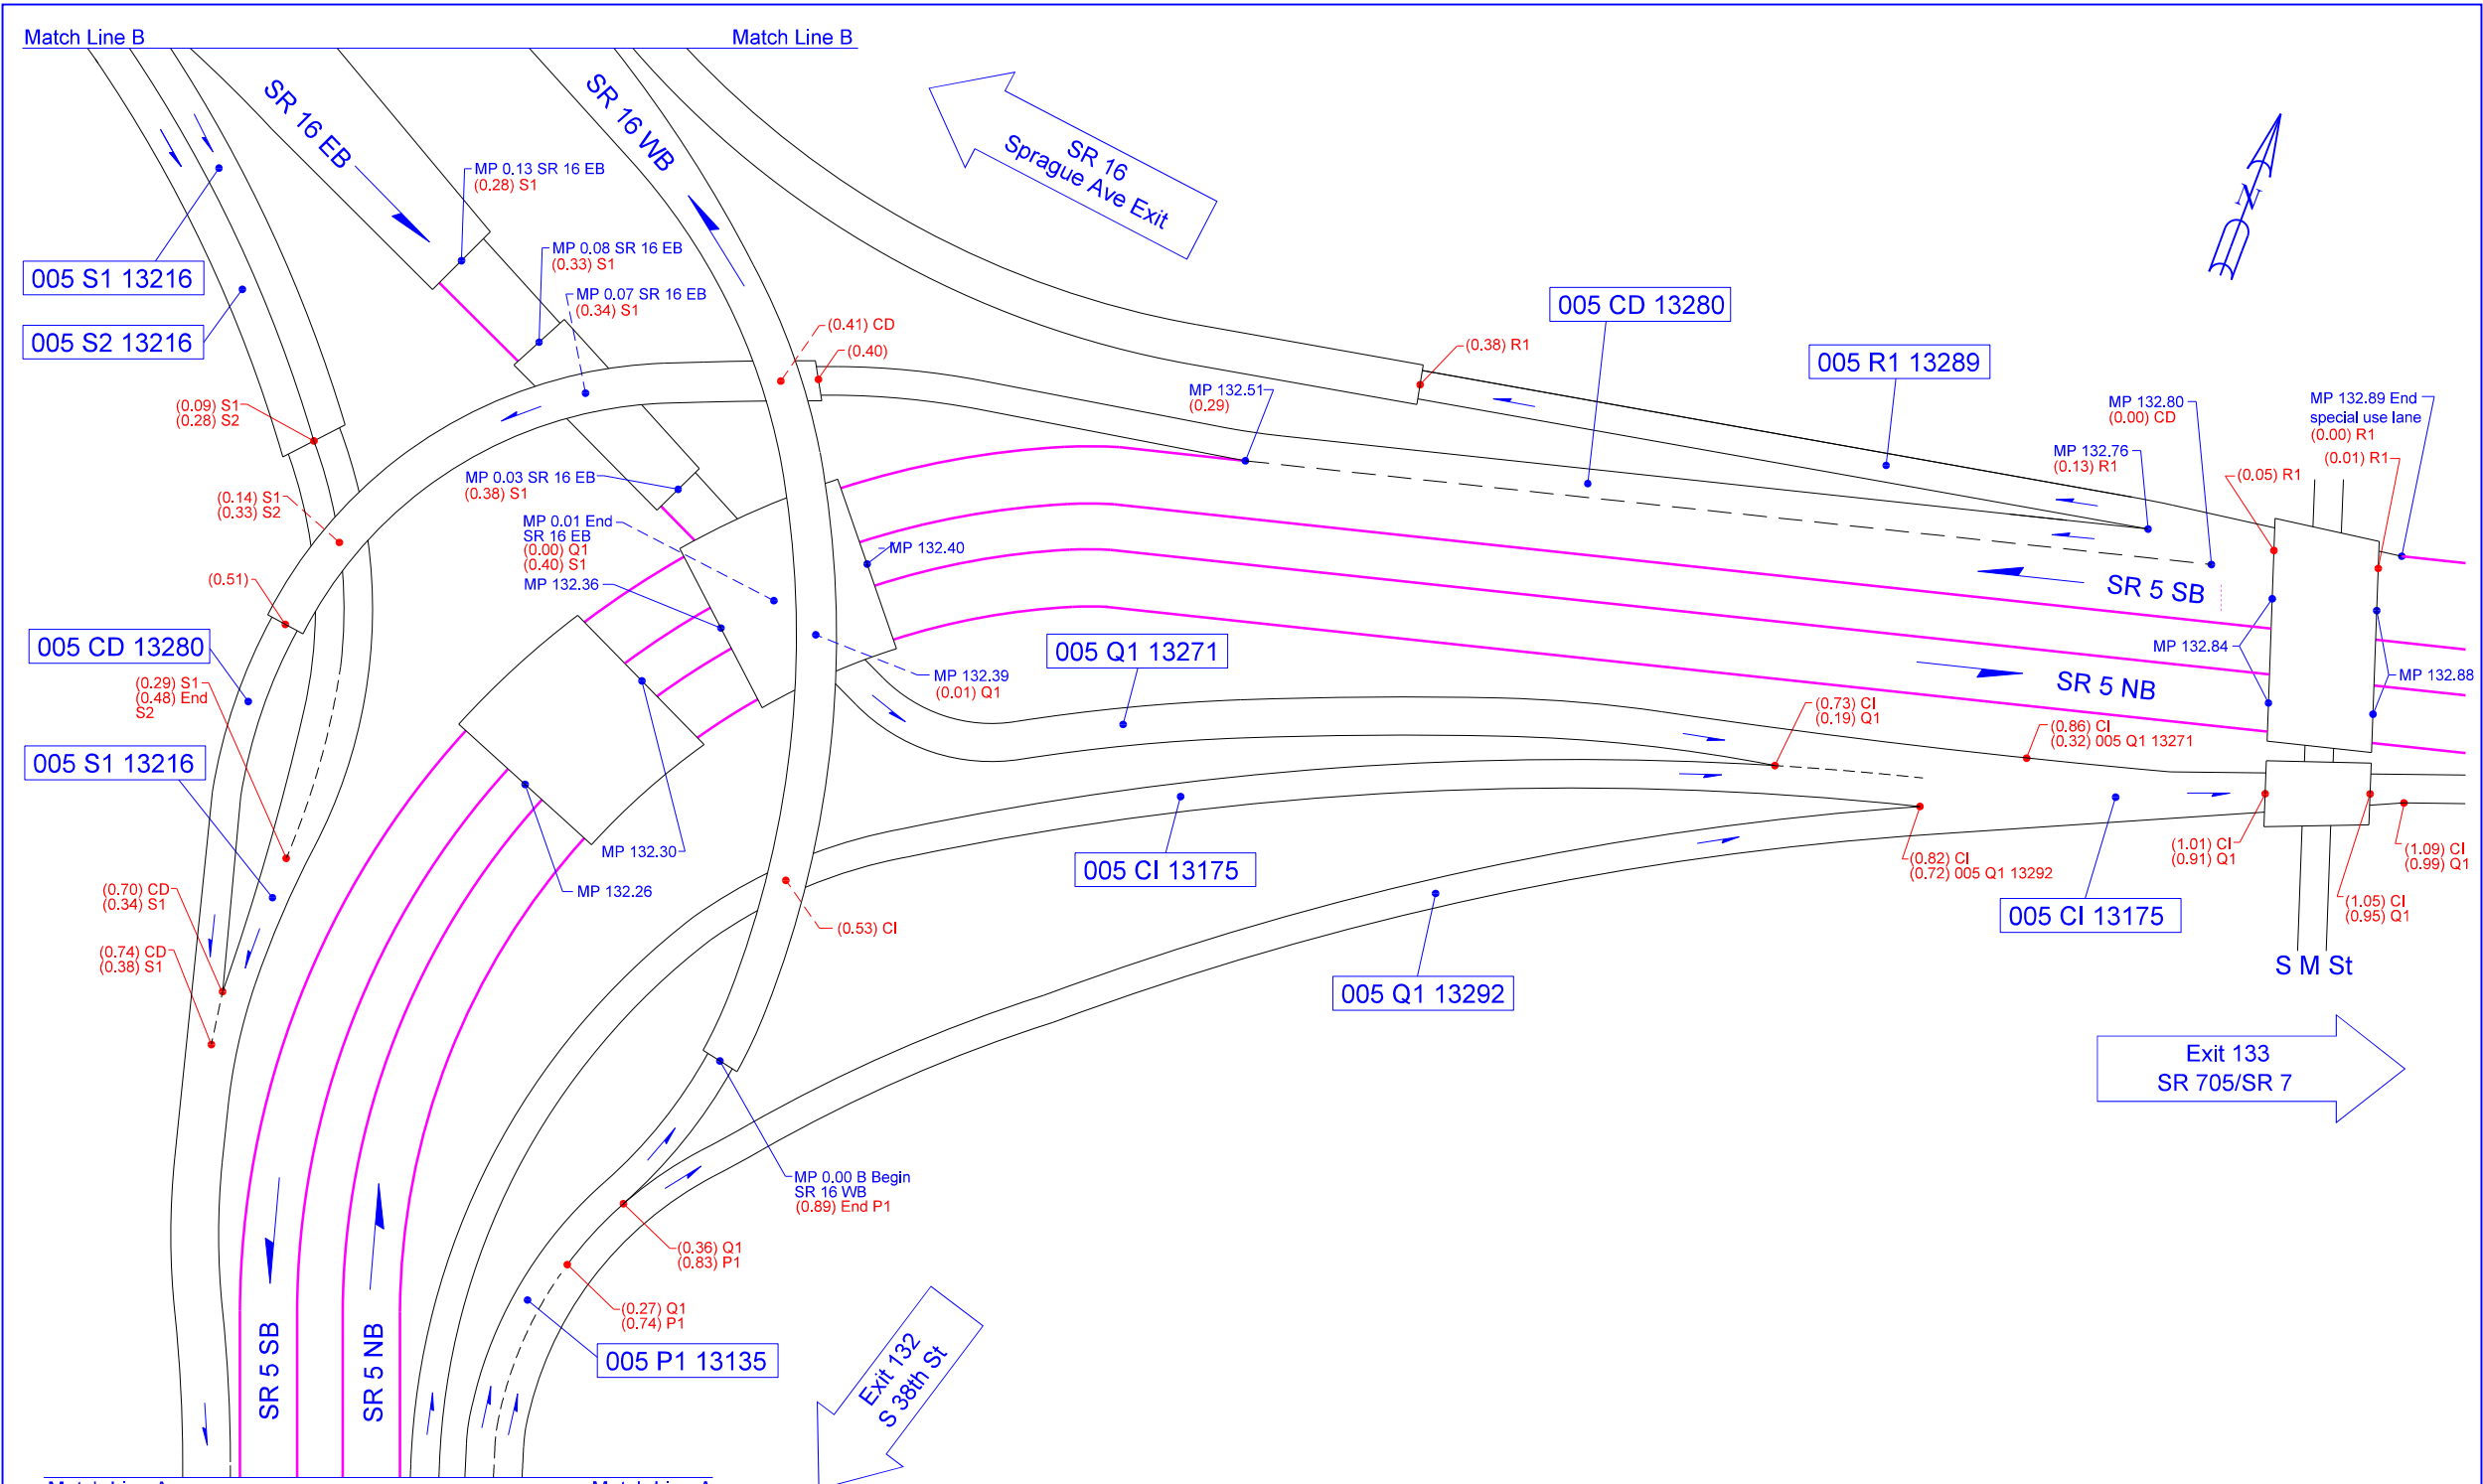 Match Line B
Match Line B
SR 16 EB
SR 16 WB
SR 16
Sprague Ave Exit
N
MP 0.13 SR 16 EB
(0.28) S1
MP 0.08 SR 16 EB
(0.33) S1
MP 0.07 SR 16 EB
(0.34) S1
005 S1 13216
005 S2 13216
(0.41) CD
(0.40)
005 CD 13280
(0.38) R1
005 R1 13289
MP 132.51
(0.29)
MP 132.80
(0.00) CD
MP 132.89 End
special use lane
(0.00) R1
(0.01) R1
MP 132.76
(0.13) R1
(0.05) R1
(0.09) S1
(0.28) S2
MP 0.03 SR 16 EB
(0.38) S1
(0.14) S1
(0.33) S2
MP 0.01 End
SR 16 EB
(0.00) Q1
(0.40) S1
MP 132.36
MP 132.40
(0.51)
SR 5 SB
MP 132.84
MP 132.88
SR 5 NB
005 CD 13280
005 Q1 13271
MP 132.39
(0.01) Q1
(0.29) S1
(0.48) End
S2
(0.73) CI
(0.19) Q1
(0.86) CI
(0.32) 005 Q1 13271
005 S1 13216
MP 132.30
MP 132.26
005 CI 13175
(0.82) CI
(0.72) 005 Q1 13292
(1.01) CI
(0.91) Q1
(1.09) CI
(0.99) Q1
(1.05) CI
(0.95) Q1
(0.70) CD
(0.34) S1
(0.53) CI
005 CI 13175
(0.74) CD
(0.38) S1
S M St
005 Q1 13292
Exit 133
SR 705/SR 7
MP 0.00 B Begin
SR 16 WB
(0.89) End P1
(0.36) Q1
(0.83) P1
(0.27) Q1
(0.74) P1
005 P1 13135
SR 5 SB
SR 5 NB
Exit 132
S 38th St
Match Line A
Match Line A